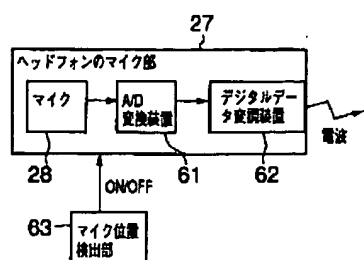 27
ヘッドフォンのマイク部
マイク
A/D
変換装置
デジタルデー
タ変調装置
電波
28
ON/OFF
61
62
63
マイク位置
検出部